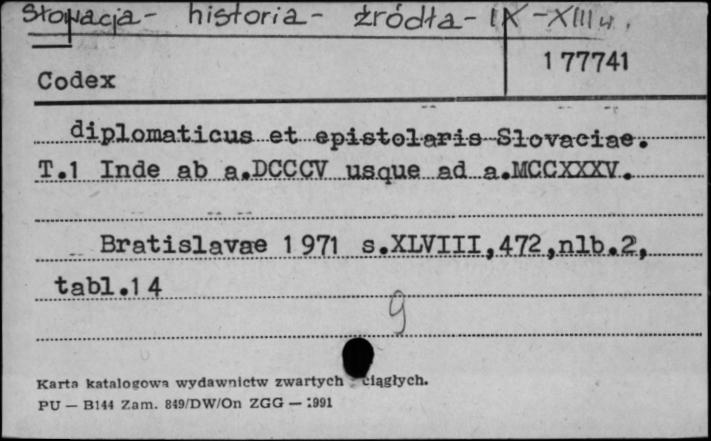 Słowacja - historia - źródła - IX - XIII w.
177741
Codex
diplomaticus et epistolaris Slovaciae.
T.1 Inde ab a.DCCCV usque ad a.MCCXXXV.
Bratislavae 1971 s.XLVIII,472,nlb.2,
tabl.14
9
Karta katalogowa wydawnictw zwartych ciągłych.
PU — B144 Zam. 849/DW/On ZGG — 1991